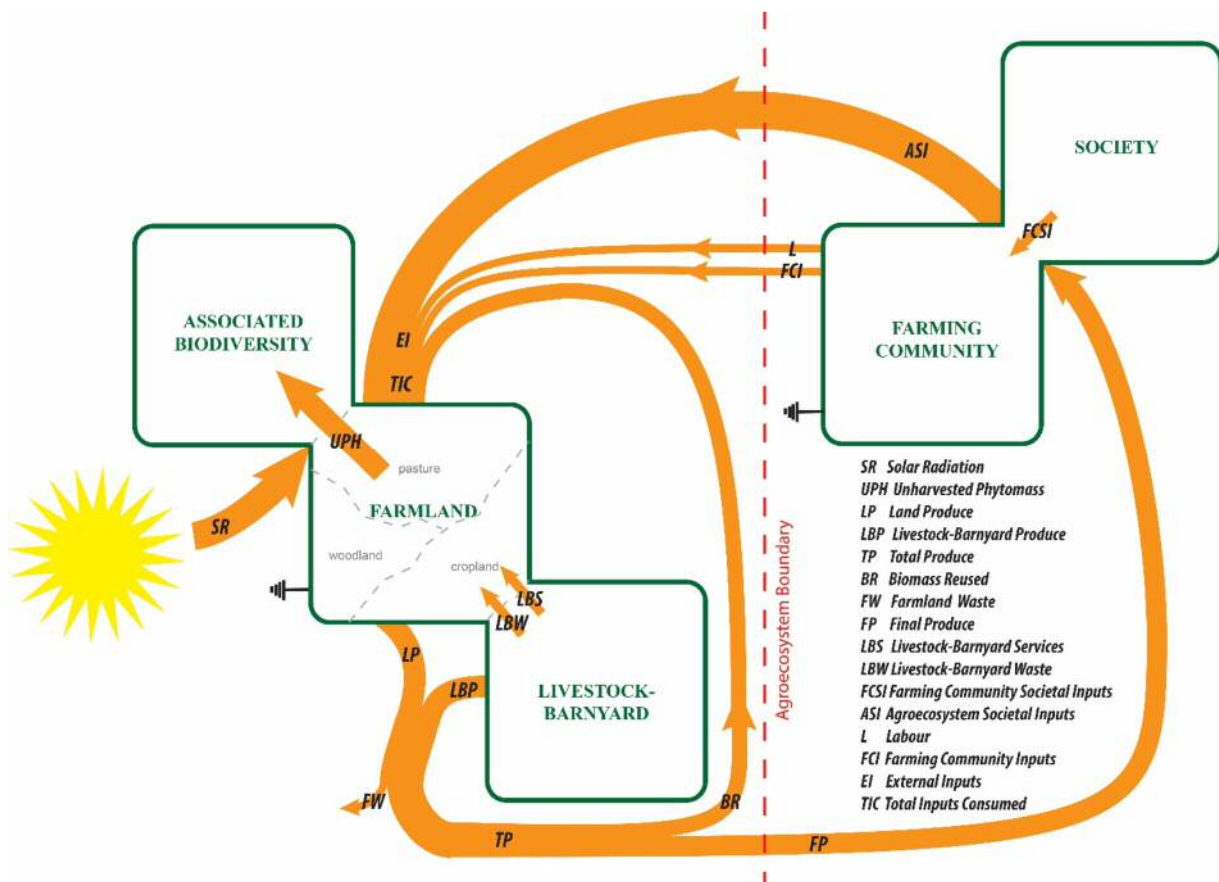 ASI
SOCIETY
FCSI
L
FCI
ASSOCIATED
BIODIVERSITY
EI
TIC
FARMING
COMMUNITY
UPH
pasture
SR
FARMLAND
woodland
cropland
LBS
LBW
LP
LBP
LIVESTOCK-
BARNYARD
FW
TP
BR
FP
Agroecosystem Boundary
SR Solar Radiation
UPH Unharvested Phytomass
LP Land Produce
LBP Livestock-Barnyard Produce
TP Total Produce
BR Biomass Reused
FW Farmland Waste
FP Final Produce
LBS Livestock-Barnyard Services
LBW Livestock-Barnyard Waste
FCSI Farming Community Societal Inputs
ASI Agroecosystem Societal Inputs
L Labour
FCI Farming Community Inputs
EI External Inputs
TIC Total Inputs Consumed